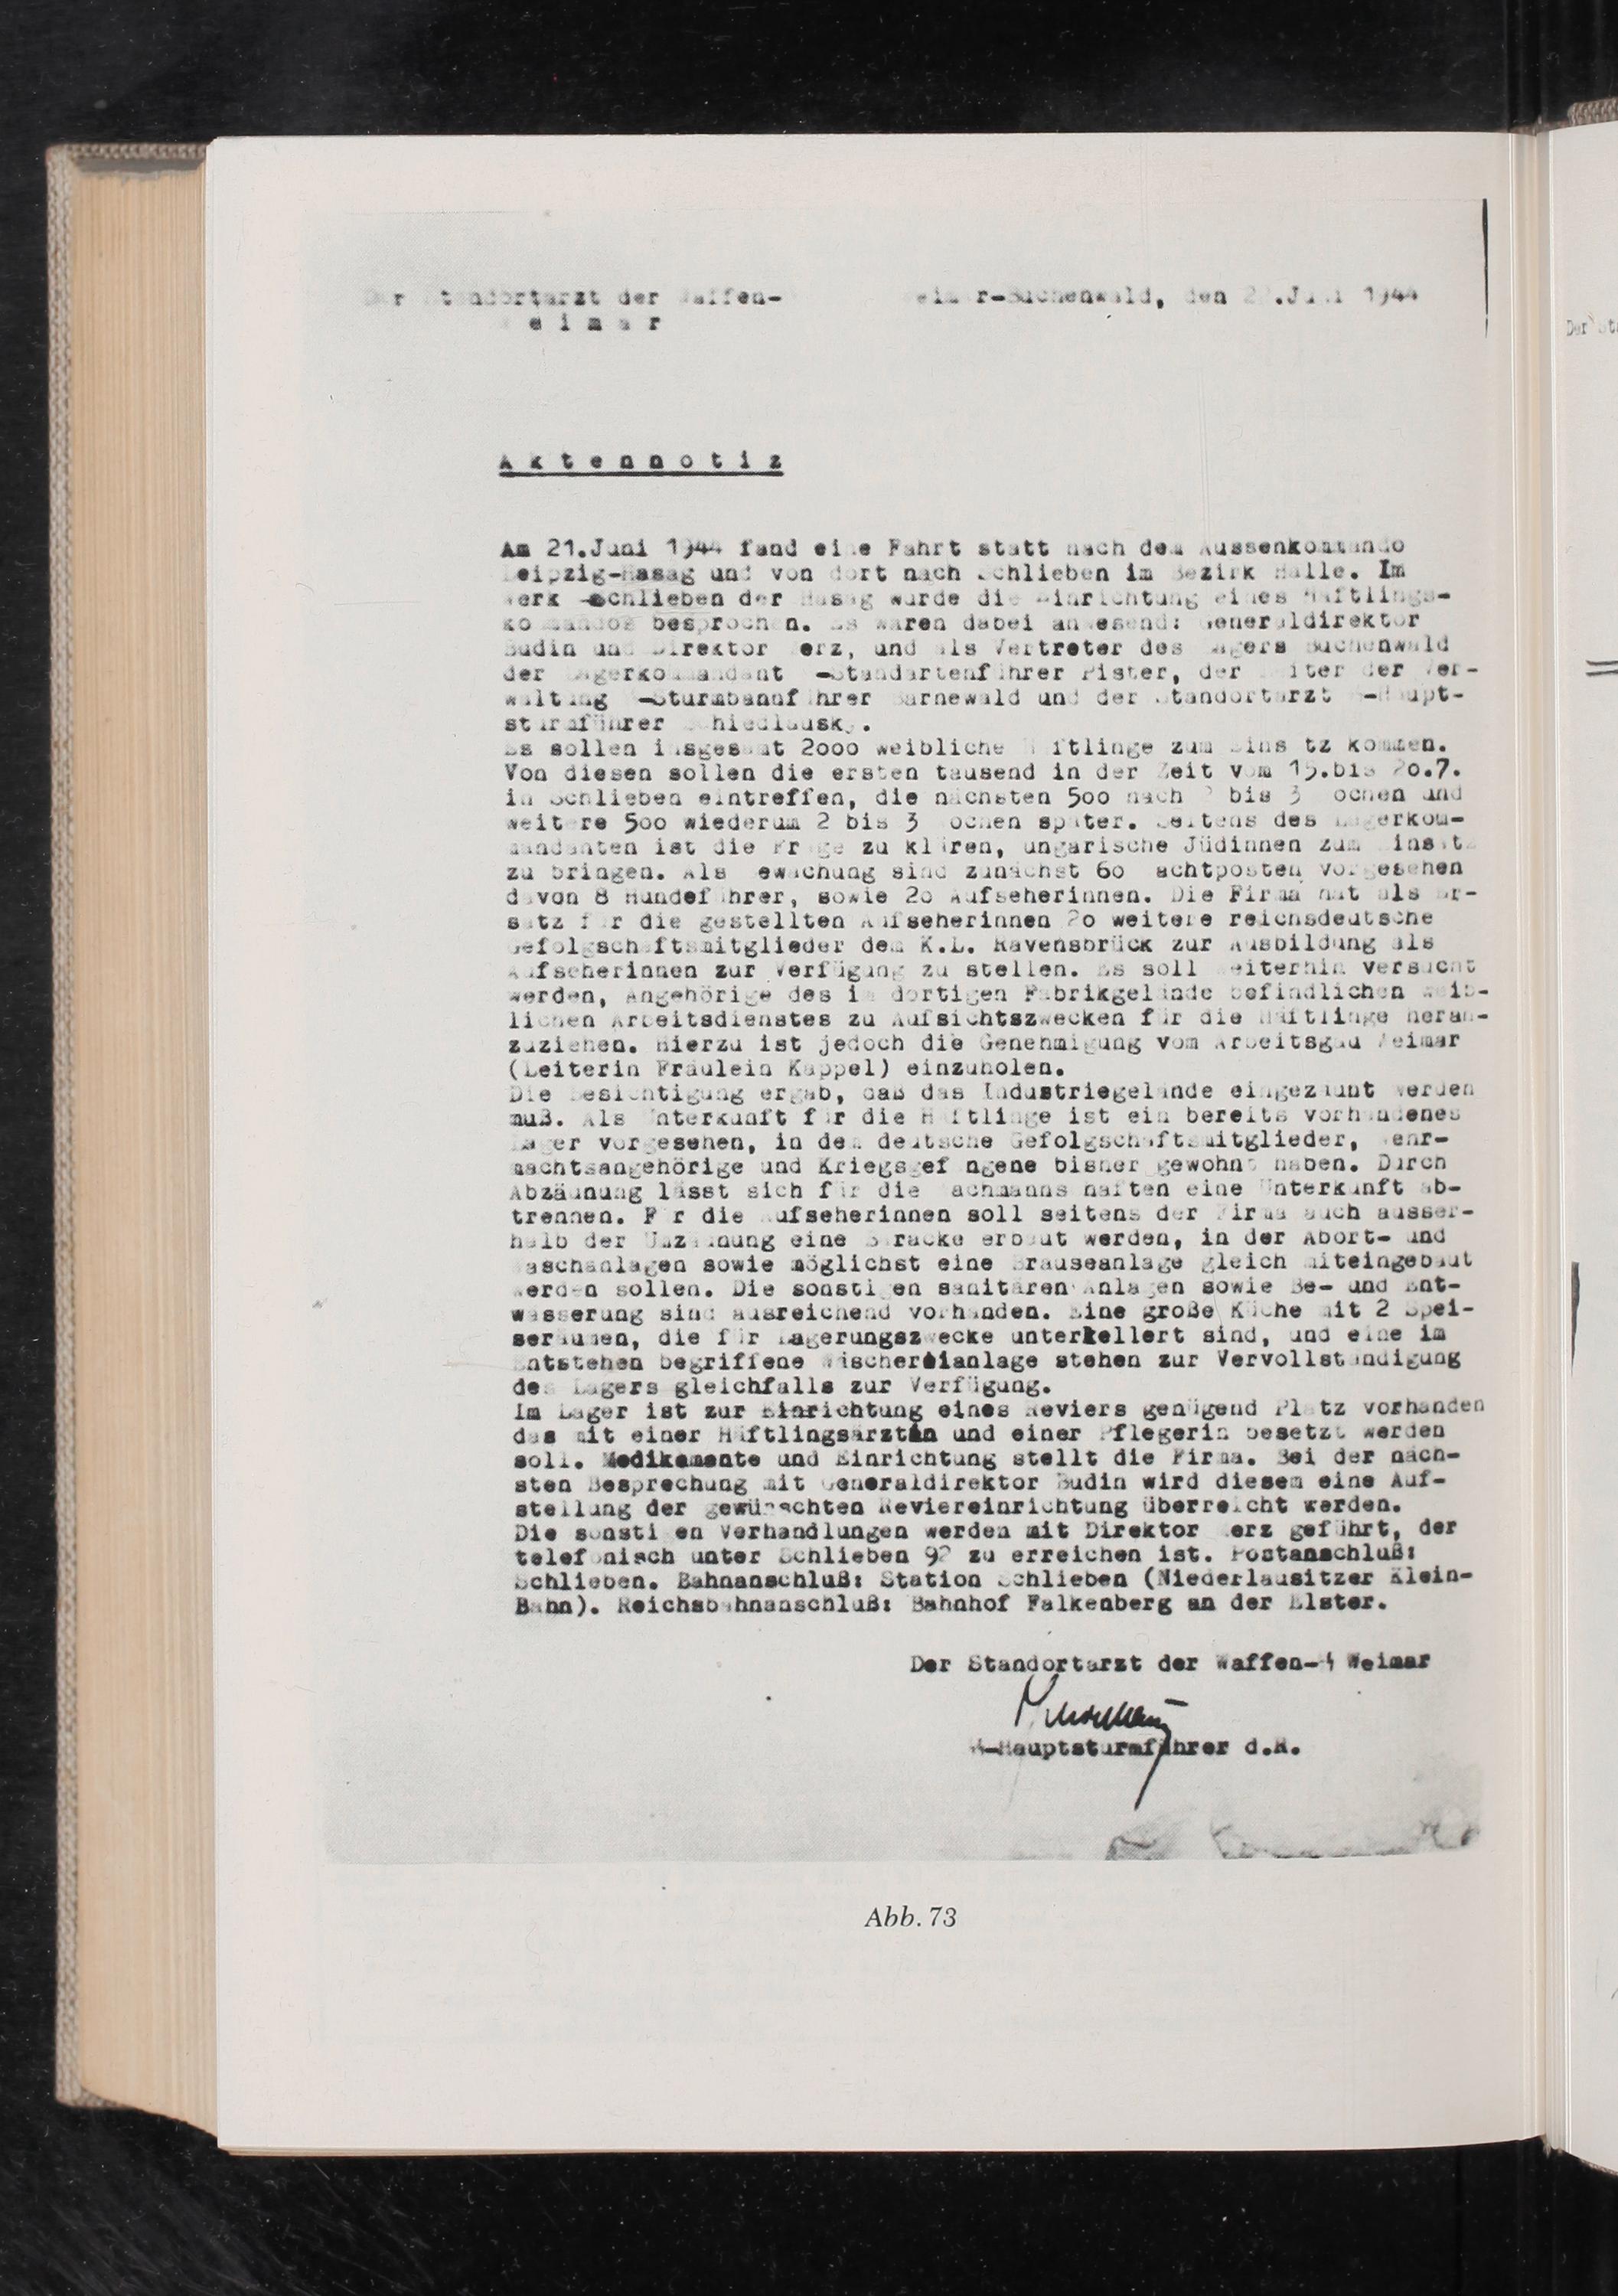 Der Standortarzt der Waffen- Weimar-Buchenwald, den 2 .Juni 1944
Weimar
Aktennotiz
Am 21.Juni 1944 fand eine Fahrt statt nach dem Aussenkommando
Leipzig-Hasag und von dort nach Schlieben im Bezirk Halle. Im
Werk Schlieben der Hasag wurde die Einrichtung eines Häftlings-
kommandos besprochen. Es waren dabei anwesend: Generaldirektor
Budin und Direktor und als Vertreter des Lagers Buchenwald
der Lagerkommandant -Standartenführer Pister, der Leiter der Ver-
waltung -Sturmbannführer Barnewald und der Standortarzt -Haupt-
sturmführer Schiedlausky.
Es sollen insgesamt 2000 weibliche Häftlinge zum Einsatz kommen.
Von diesen sollen die ersten tausend in der Zeit vom 15.bis 20.7.
in Schlieben eintreffen, die nächsten 500 nach 2 bis 3 Wochen und
weitere 500 wiederum 2 bis 3 Wochen später. Seitens des Lagerkom-
mandanten ist die Frage zu klären, ungarische Jüdinnen zum Einsatz
zu bringen. Als Bewachung sind zunächst 60 Wachtposten vorgesehen
davon 8 Hundeführer, sowie 20 Aufseherinnen. Die Firma hat als Er-
satz für die gestellten Aufseherinnen 20 weitere reichsdeutsche
Gefolgschaftsmitglieder dem K.L. Ravensbrück zur Ausbildung als
Aufseherinnen zur Verfügung zu stellen. Es soll weiterhin versucht
werden, Angehörige des im dortigen Fabrikgelände befindlichen weib-
lichen Arbeitsdienstes zu Aufsichtszwecken für die Häftlinge heran-
zuziehen. Hierzu ist jedoch die Genehmigung vom Arbeitsgau Weimar
(Leiterin Fräulein Kappel) einzuholen.
Die Besichtigung ergab, daß das Industriegelände eingezäunt werden
muß. Als Unterkunft für die Häftlinge ist ein bereits vorhandenes
Lager vorgesehen, in dem deutsche Gefolgschaftsmitglieder, Wehr-
machtsangehörige und Kriegsgefangene bisher gewohnt haben. Durch
Abzäunung lässt sich für die Wachmannschaften eine Unterkunft ab-
trennen. Für die Aufseherinnen soll seitens der Firma auch ausser-
halb der Umzäunung eine Baracke erbaut werden, in der Abort- und
Waschanlagen sowie möglichst eine Brauseanlage gleich miteingebaut
werden sollen. Die sonstigen sanitären Anlagen sowie Be- und Ent-
wässerung sind ausreichend vorhanden. Eine große Küche mit 2 Spei-
seräumen, die für Lagerungszwecke unterkellert sind, und eine im
Entstehen begriffene Wäschereianlage stehen zur Vervollständigung
des Lagers gleichfalls zur Verfügung.
Im Lager ist zur Einrichtung eines Reviers genügend Platz vorhanden
das mit einer Häftlingsärztin und einer Pflegerin besetzt werden
soll. Medikamente und Einrichtung stellt die Firma. Bei der näch-
sten Besprechung mit Generaldirektor Budin wird diesem eine Auf-
stellung der gewünschten Reviereinrichtung überreicht werden.
Die sonstigen Verhandlungen werden mit Direktor geführt, der
telefonisch unter Schlieben 92 zu erreichen ist. Postanschluß:
Schlieben. Bahnanschluß: Station Schlieben (Niederlausitzer Klein-
Bahn). Reichsbahnanschluß: Bahnhof Falkenberg an der Elster.
Der Standortarzt der Waffen-SS Weimar
SS-Hauptsturmführer d.R.
Abb. 73